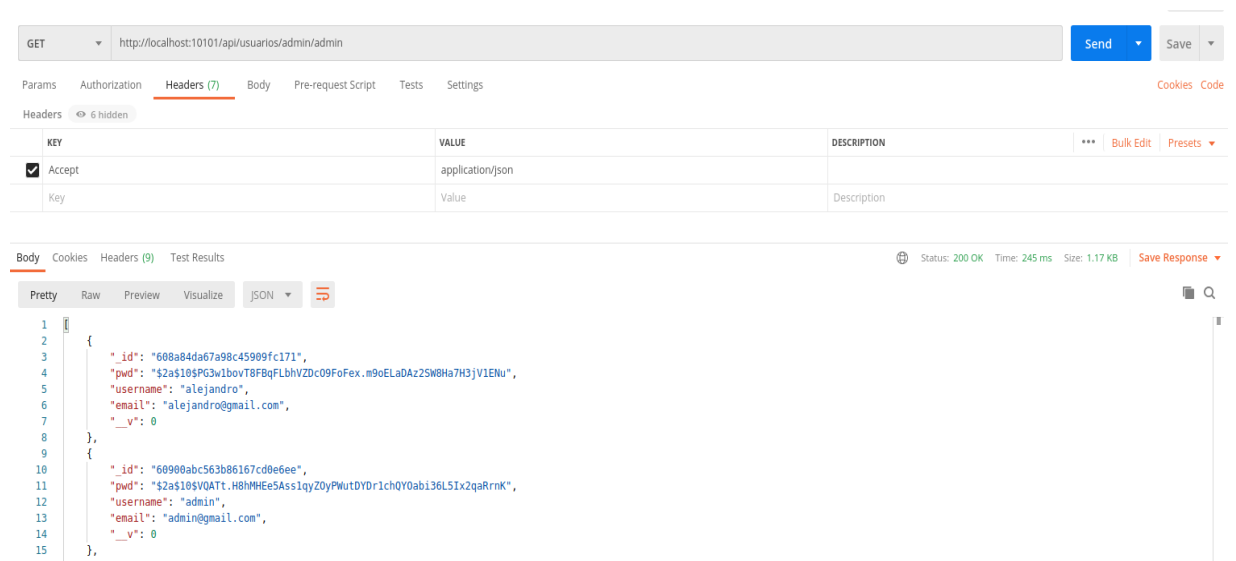 GET http://localhost:10101/api/usuarios/admin/admin Send Save
Params Authorization Headers (7) Body Pre-request Script Tests Settings Cookies Code
Headers 6 hidden
KEY VALUE DESCRIPTION ••• Bulk Edit Presets
Accept application/json
Key Value Description
Body Cookies Headers (9) Test Results Status: 200 OK Time: 245 ms Size: 1.17 KB Save Response
Pretty Raw Preview Visualize JSON
1 [
2 {
3 "_id": "608a84da67a98c45909fc171",
4 "pwd": "$2a$10$PG3w1bovT8FBqFLbhVZDcO9FoFex.m9oELaDAz2SW8Ha7H3jV1ENu",
5 "username": "alejandro",
6 "email": "alejandro@gmail.com",
7 "__v": 0
8 },
9 {
10 "_id": "60900abc563b86167cd0e6ee",
11 "pwd": "$2a$10$VQATt.H8hMHEe5Ass1qyZOyPWutDYDr1chQYOabi36L5Ix2qaRrnK",
12 "username": "admin",
13 "email": "admin@gmail.com",
14 "__v": 0
15 },